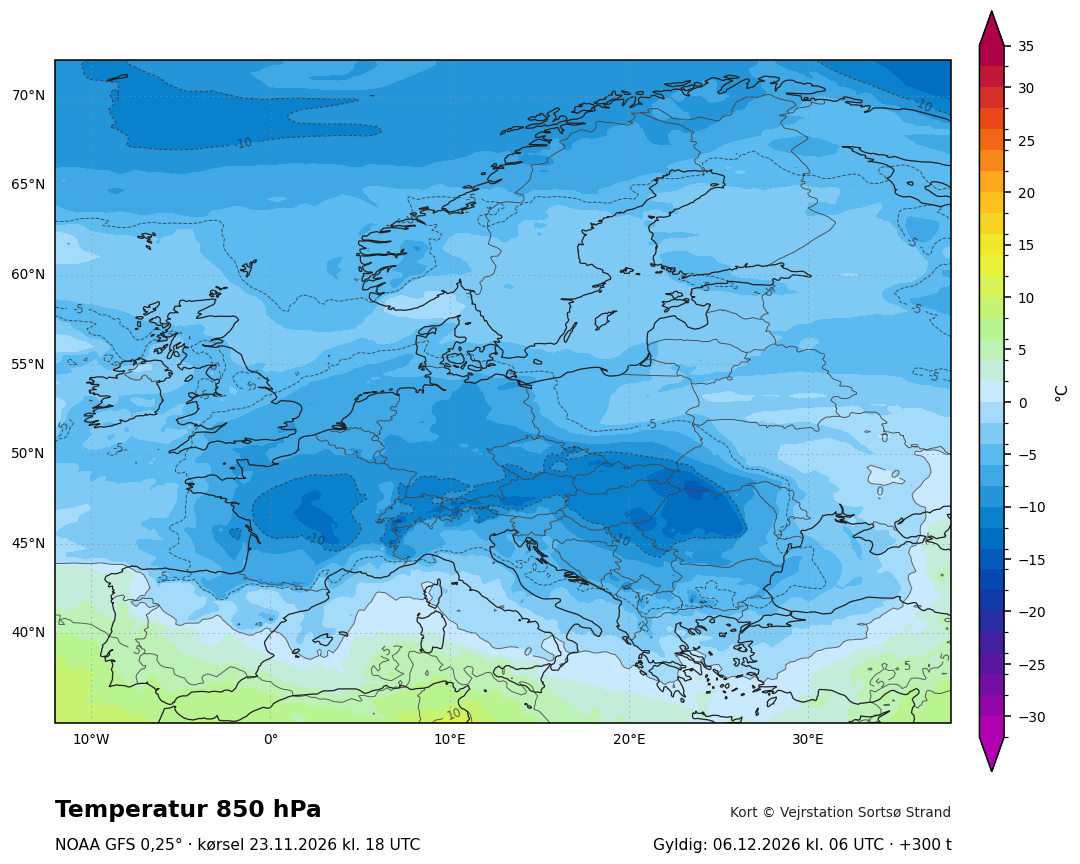 70°N
65°N
60°N
55°N
50°N
45°N
40°N
10°W
0°
10°E
20°E
30°E
35
30
25
20
15
10
5
0
−5
−10
−15
−20
−25
−30
°C
Temperatur 850 hPa
Kort © Vejrstation Sortsø Strand
NOAA GFS 0,25° · kørsel 23.11.2026 kl. 18 UTC
Gyldig: 06.12.2026 kl. 06 UTC · +300 t